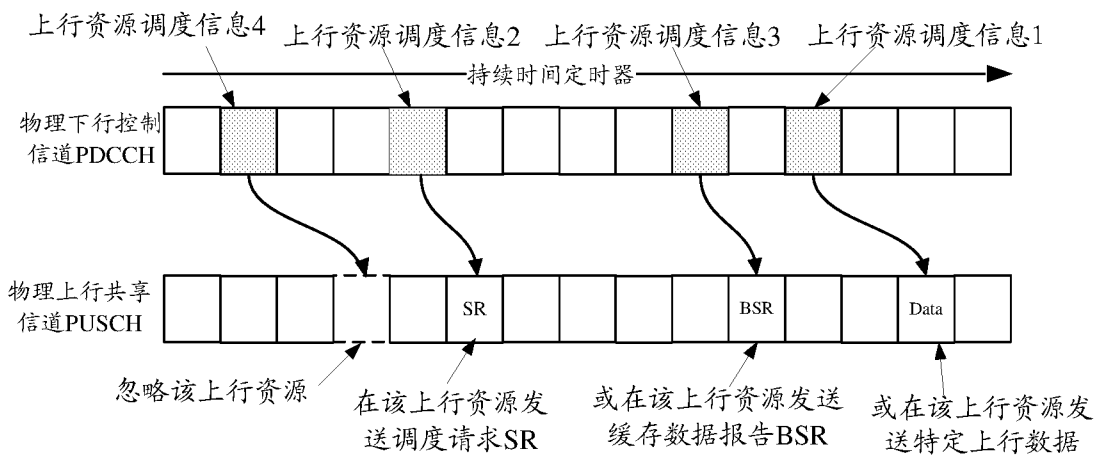 上行资源调度信息4
上行资源调度信息2
上行资源调度信息3
上行资源调度信息1
持续时间定时器
物理下行控制
信道PDCCH
物理上行共享
信道PUSCH
SR
BSR
Data
忽略该上行资源
在该上行资源发
送调度请求SR
或在该上行资源发送
缓存数据报告BSR
或在该上行资源发
送特定上行数据